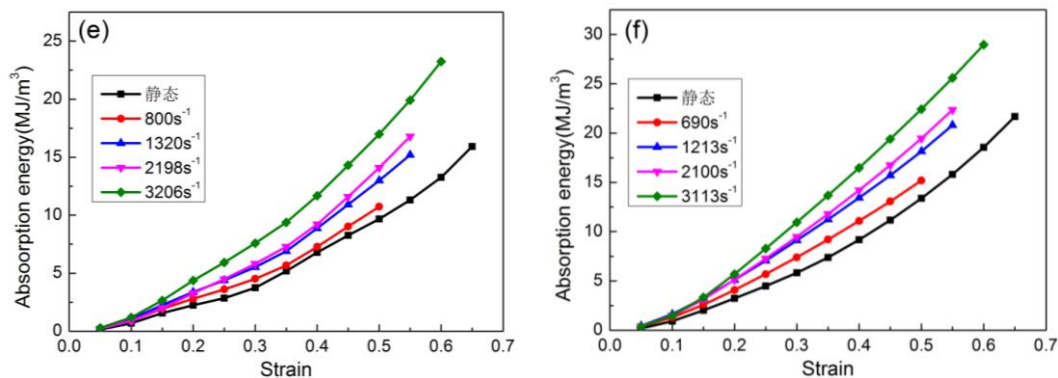 (e)
Absoorption energy(MJ/m³)
25
20
15
10
5
0
静态
800s⁻¹
1320s⁻¹
2198s⁻¹
3206s⁻¹
0.0 0.1 0.2 0.3 0.4 0.5 0.6 0.7
Strain
(f)
Absoorption energy(MJ/m³)
30
25
20
15
10
5
0
静态
690s⁻¹
1213s⁻¹
2100s⁻¹
3113s⁻¹
0.0 0.1 0.2 0.3 0.4 0.5 0.6 0.7
Strain